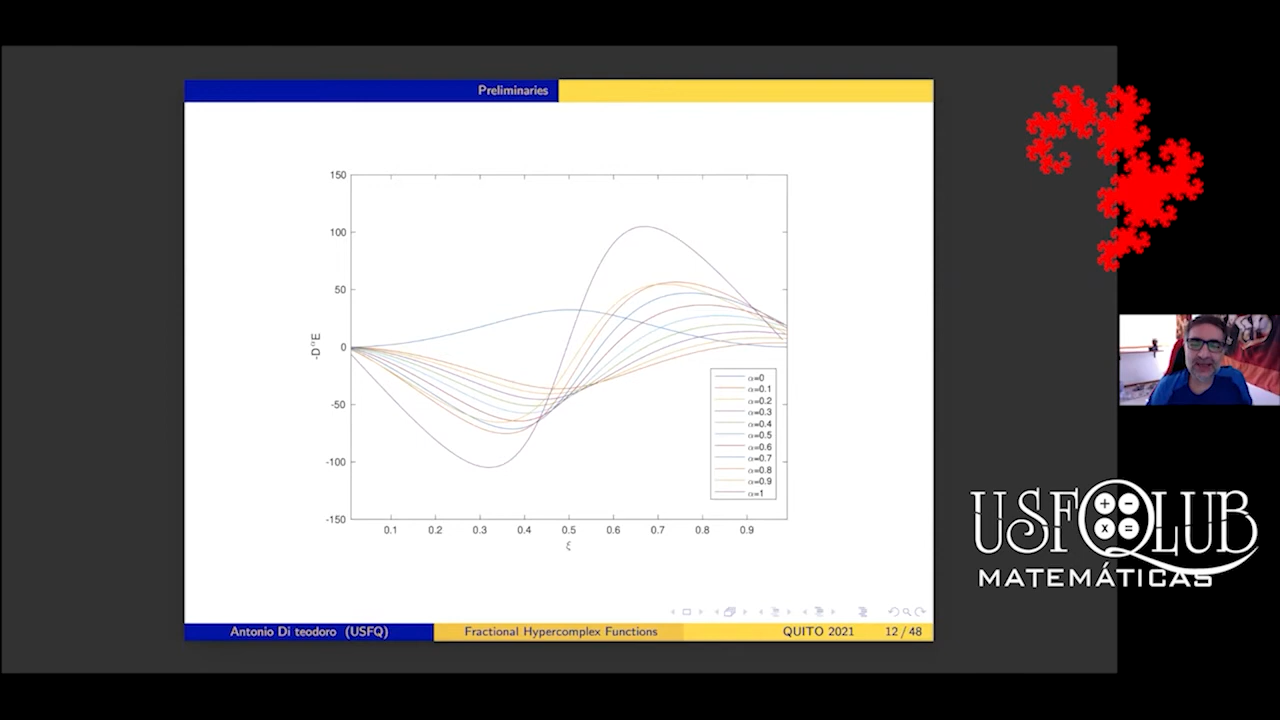 Preliminaries
150
100
50
0
-50
-100
-150
-DᵅE
0.1 0.2 0.3 0.4 0.5 0.6 0.7 0.8 0.9
ξ
α=0
α=0.1
α=0.2
α=0.3
α=0.4
α=0.5
α=0.6
α=0.7
α=0.8
α=0.9
α=1
Antonio Di teodoro (USFQ) Fractional Hypercomplex Functions QUITO 2021 12 / 48
USFQLUB
MATEMÁTICAS